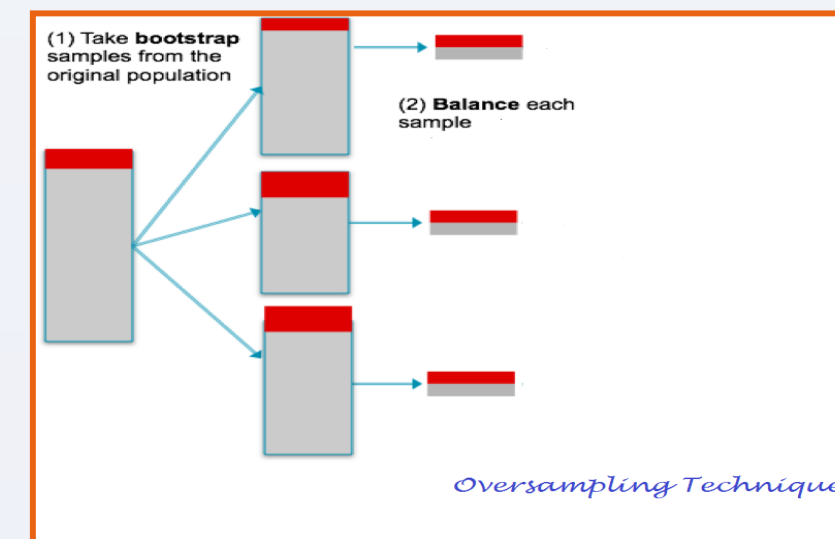 (1) Take bootstrap
samples from the
original population
(2) Balance each
sample
Oversampling Technique